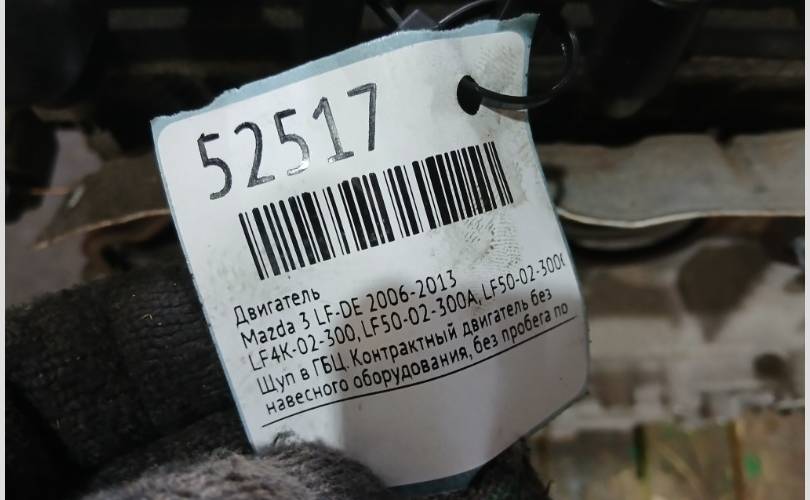 52517
Двигатель
Mazda 3 LF-DE 2006-2013
LF4K-02-300, LF50-02-300A, LF50-02-300
Щуп в ГБЦ. Контрактный двигатель без
навесного оборудования, без пробега по